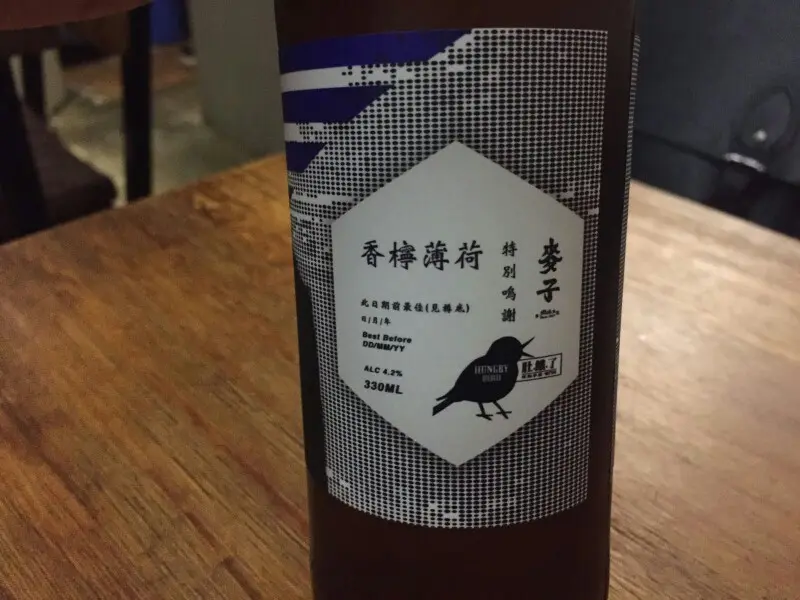 香檸薄荷
特別鳴謝
麥子
此日期前最佳(見樽底)
日/月/年
Best Before
DD/MM/YY
ALC 4.2%
330ML
HUNGRY
肚餓了